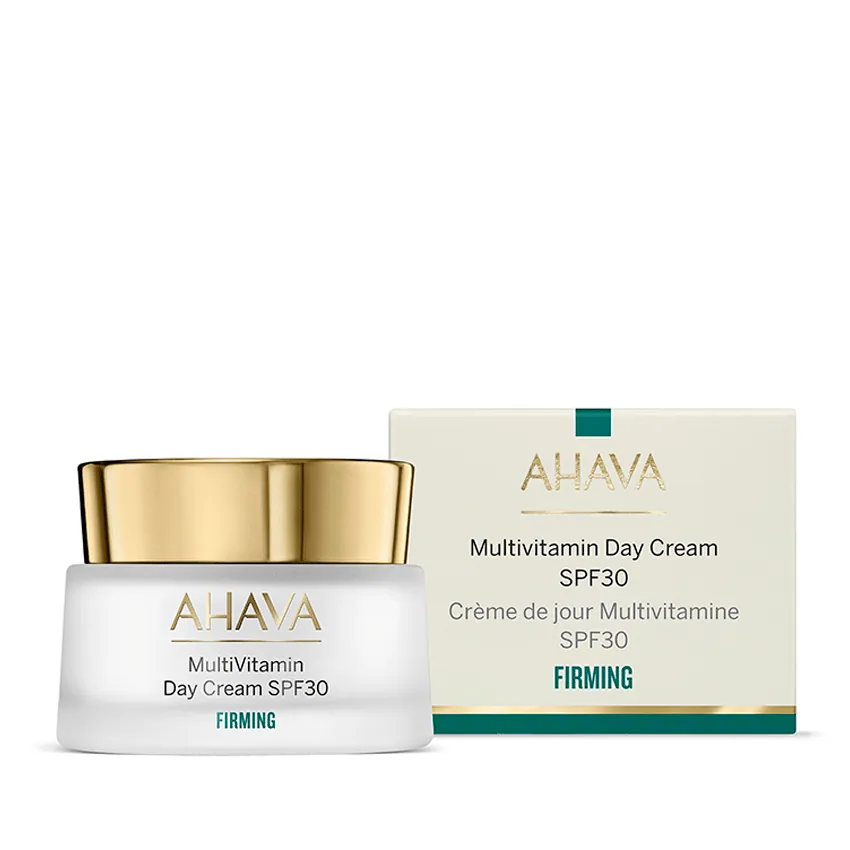 AHAVA
MultiVitamin
Day Cream SPF30
FIRMING
AHAVA
Multivitamin Day Cream
SPF30
Crème de jour Multivitamine
SPF30
FIRMING